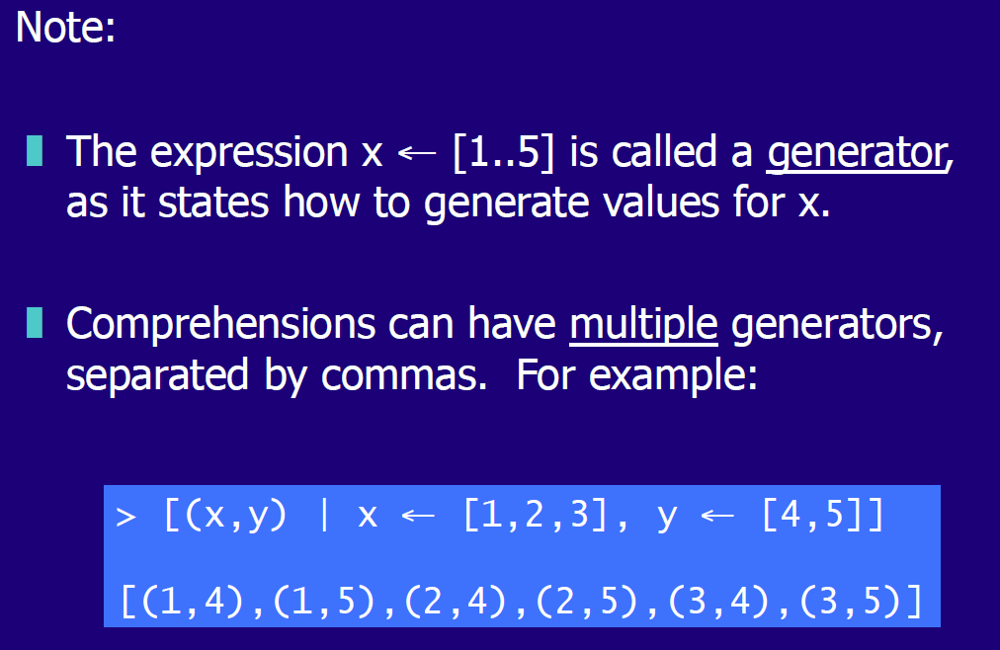 Note:
The expression x ← [1..5] is called a generator,
as it states how to generate values for x.
Comprehensions can have multiple generators,
separated by commas.  For example:
> [(x,y) | x ← [1,2,3], y ← [4,5]]
[(1,4),(1,5),(2,4),(2,5),(3,4),(3,5)]